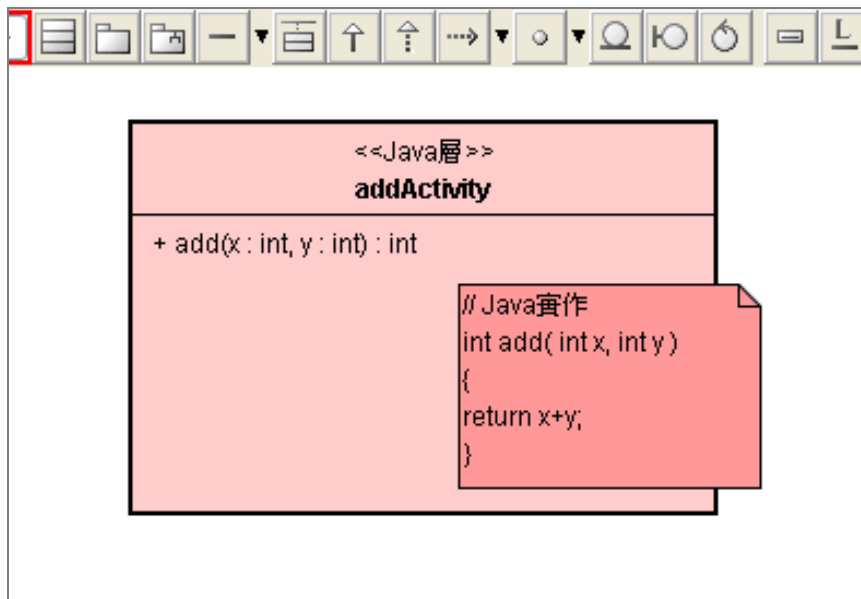 <<Java層>>
addActivity
+ add(x : int, y : int) : int
// Java實作
int add( int x, int y )
{
return x+y;
}